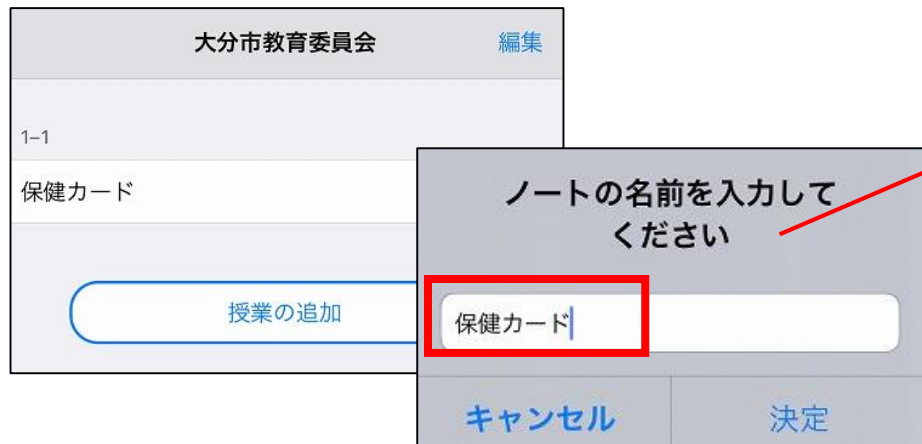 大分市教育委員会
編集
1-1
保健カード
授業の追加
ノートの名前を入力して
ください
保健カード
キャンセル
決定